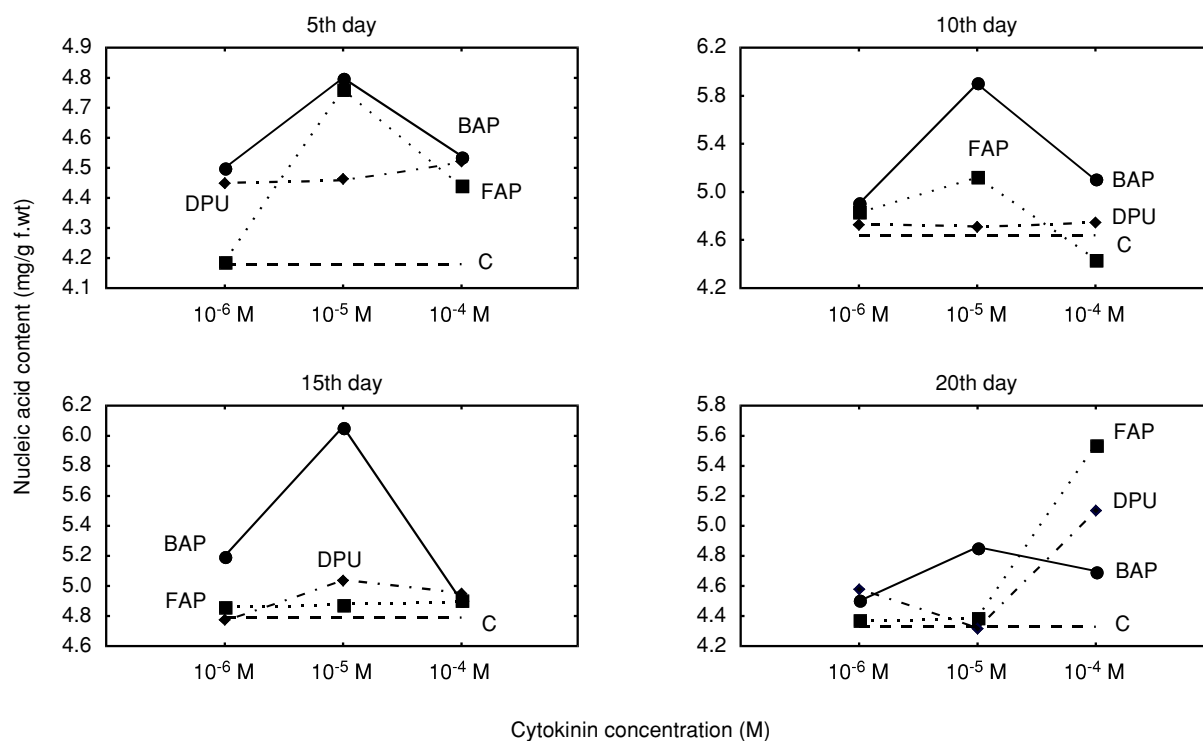 5th day
4.9
4.8
4.7
4.6
4.5
4.4
4.3
4.2
4.1
BAP
DPU
FAP
C
10⁻⁶ M 10⁻⁵ M 10⁻⁴ M
10th day
6.2
5.8
5.4
5.0
4.6
4.2
FAP
BAP
DPU
C
10⁻⁶ M 10⁻⁵ M 10⁻⁴ M
Nucleic acid content (mg/g f.wt)
15th day
6.2
6.0
5.8
5.6
5.4
5.2
5.0
4.8
4.6
BAP
DPU
FAP
C
10⁻⁶ M 10⁻⁵ M 10⁻⁴ M
20th day
5.8
5.6
5.4
5.2
5.0
4.8
4.6
4.4
4.2
FAP
DPU
BAP
C
10⁻⁶ M 10⁻⁵ M 10⁻⁴ M
Cytokinin concentration (M)